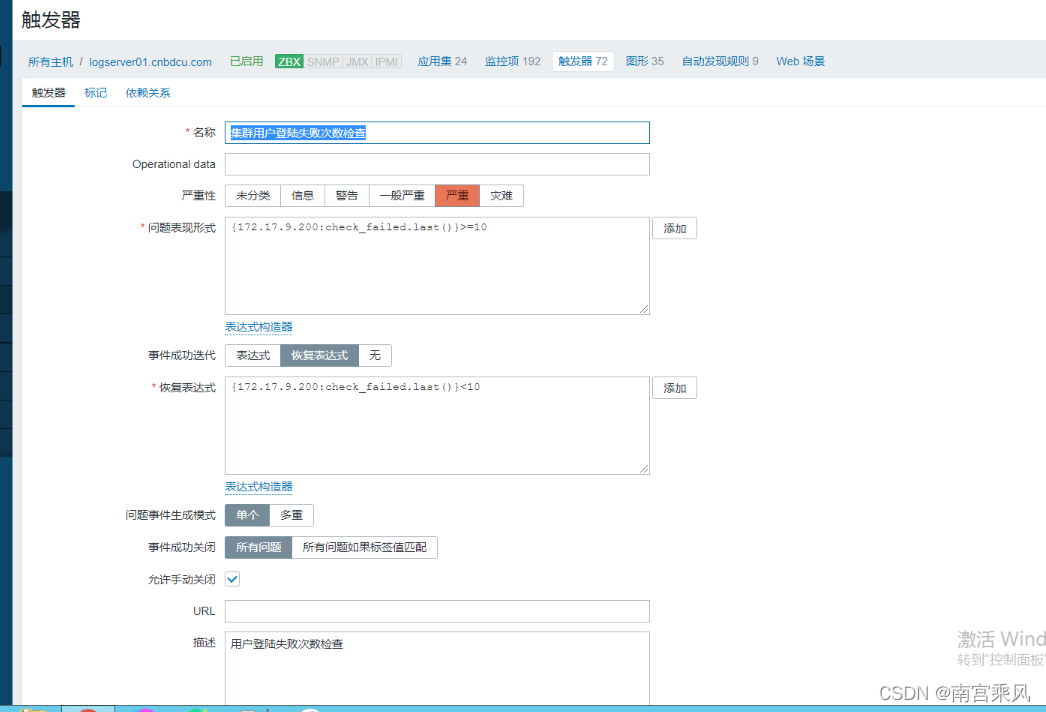 触发器
所有主机 / logserver01.cnbdcu.com 已启用 ZBX SNMP JMX IPMI 应用集 24 监控项 192 触发器 72 图形 35 自动发现规则 9 Web 场景
触发器 标记 依赖关系
* 名称 集群用户登陆失败次数检查
Operational data
严重性 未分类 信息 警告 一般严重 严重 灾难
* 问题表现形式 {172.17.9.200:check_failed.last()}>=10 添加
表达式构造器
事件成功迭代 表达式 恢复表达式 无
* 恢复表达式 {172.17.9.200:check_failed.last()}<10 添加
表达式构造器
问题事件生成模式 单个 多重
事件成功关闭 所有问题 所有问题如果标签值匹配
允许手动关闭
URL
描述 用户登陆失败次数检查
激活 Wind
转到"控制面板"
CSDN @南宫乘风